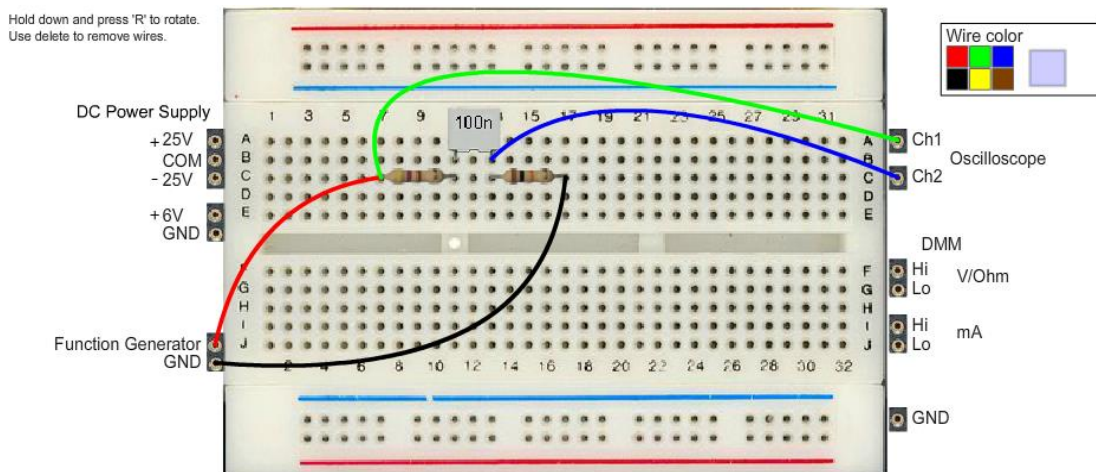 Hold down and press 'R' to rotate.
Use delete to remove wires.
Wire color
DC Power Supply
+ 25V
COM
- 25V
+ 6V
GND
1 3 5 7 9 15 17 19 21 23 25 27 29 31
100n
A A
B B
C C
D D
E E
Ch1
Ch2
Oscilloscope
DMM
F
G G
H H
I I
J J
Hi
Lo
V/Ohm
Hi
Lo
mA
Function Generator
GND
2 4 6 8 10 12 14 16 18 20 22 24 26 28 30 32
GND